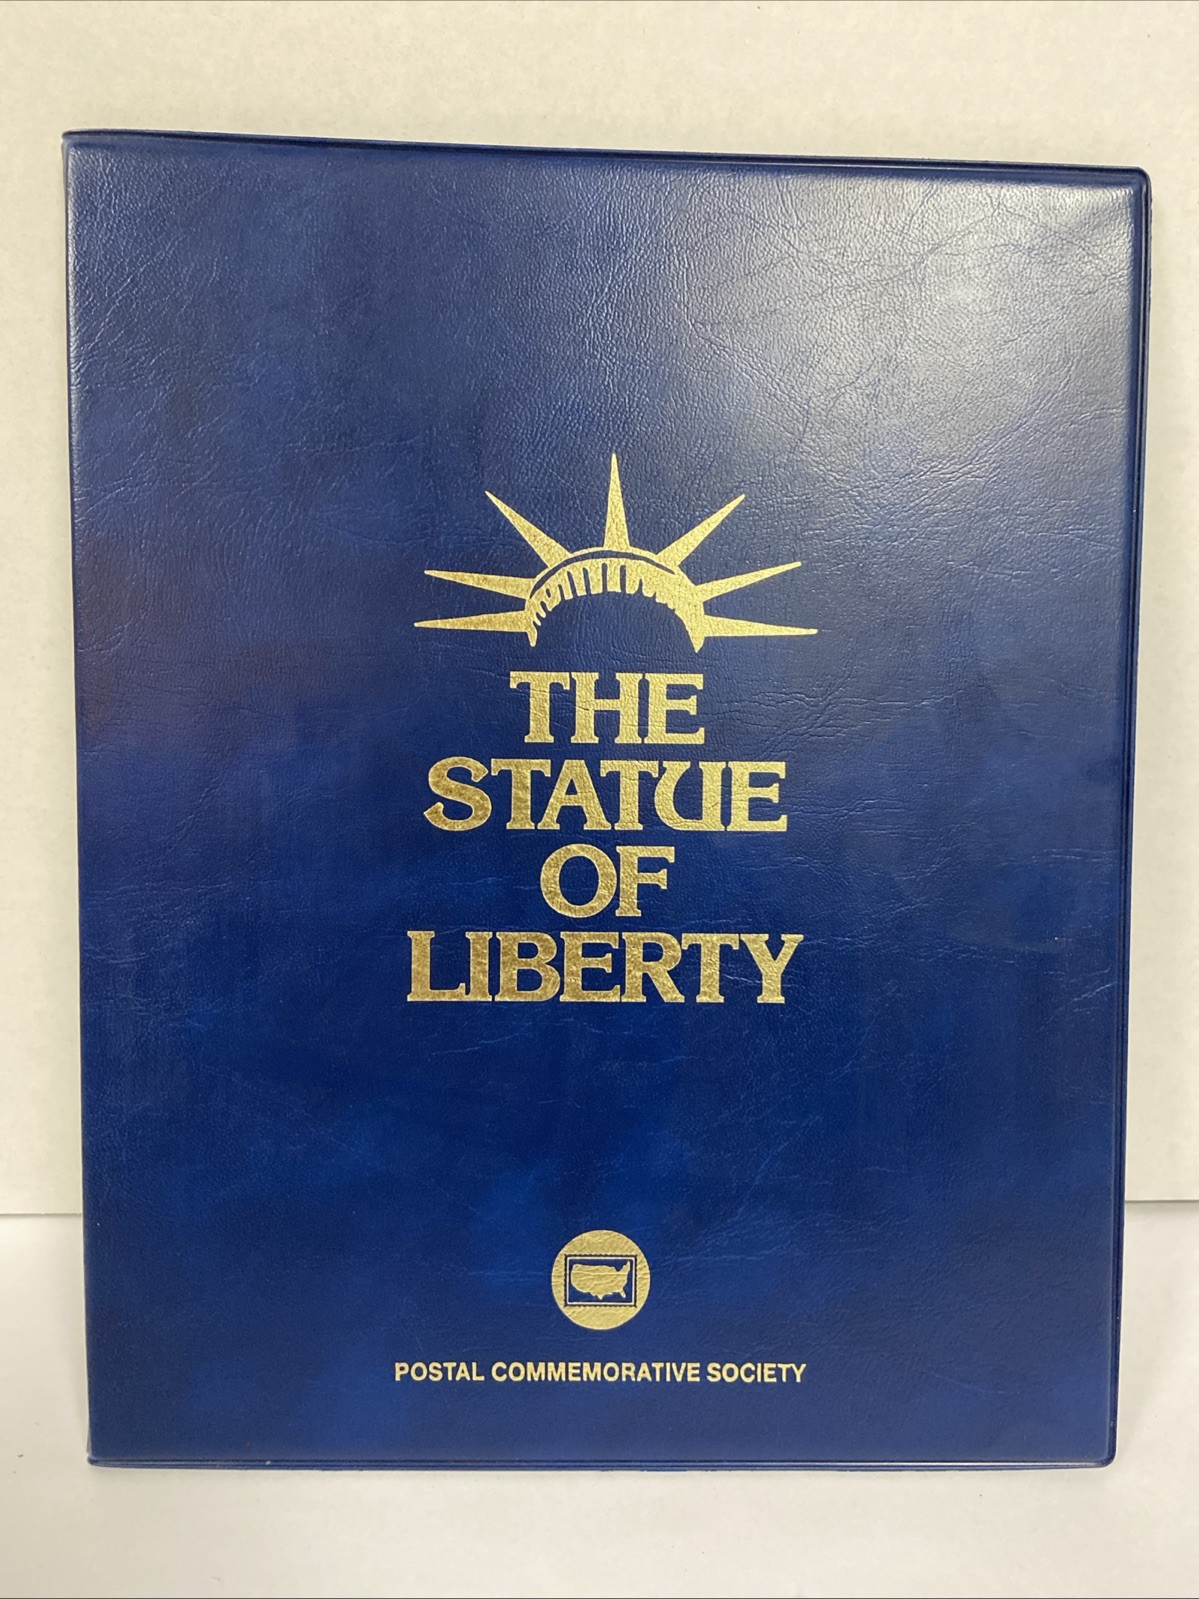 THE
STATUE
OF
LIBERTY
POSTAL COMMEMORATIVE SOCIETY